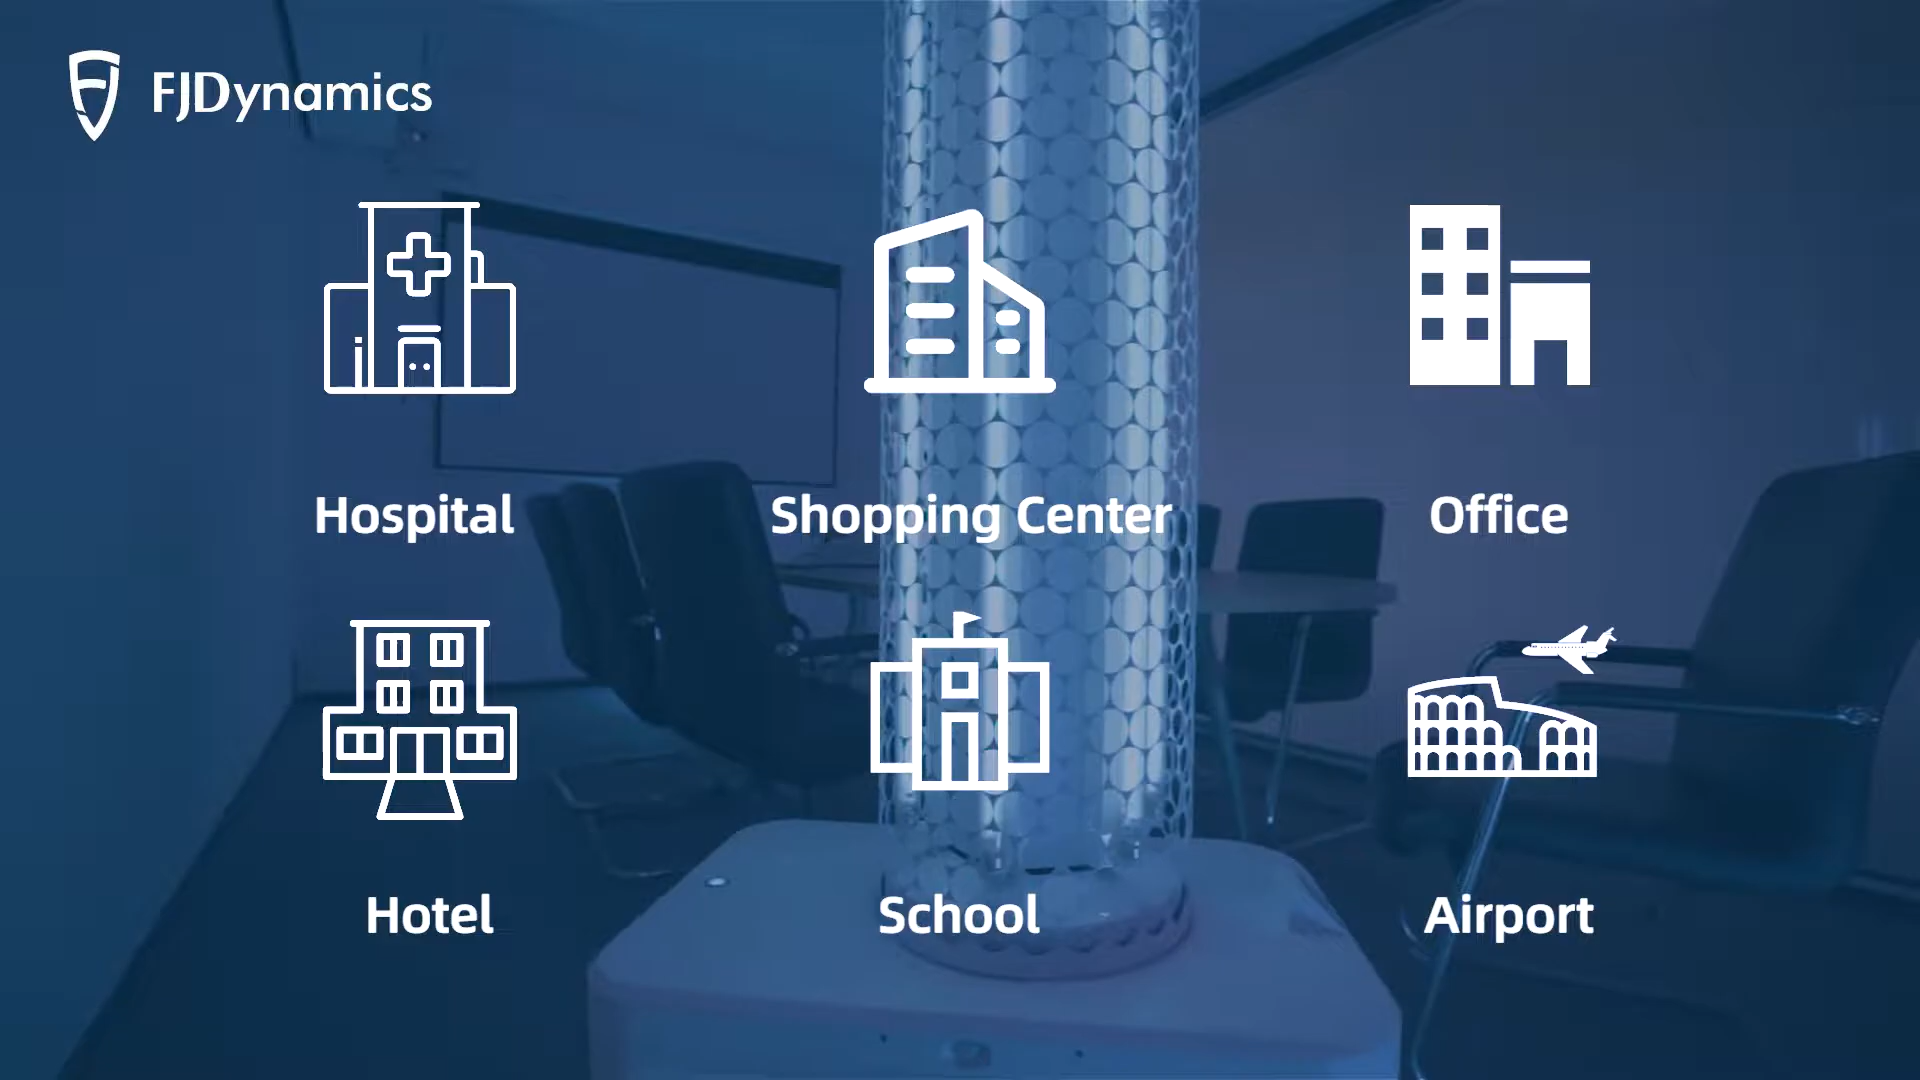 FJDynamics
Hospital
Shopping Center
Office
Hotel
School
Airport